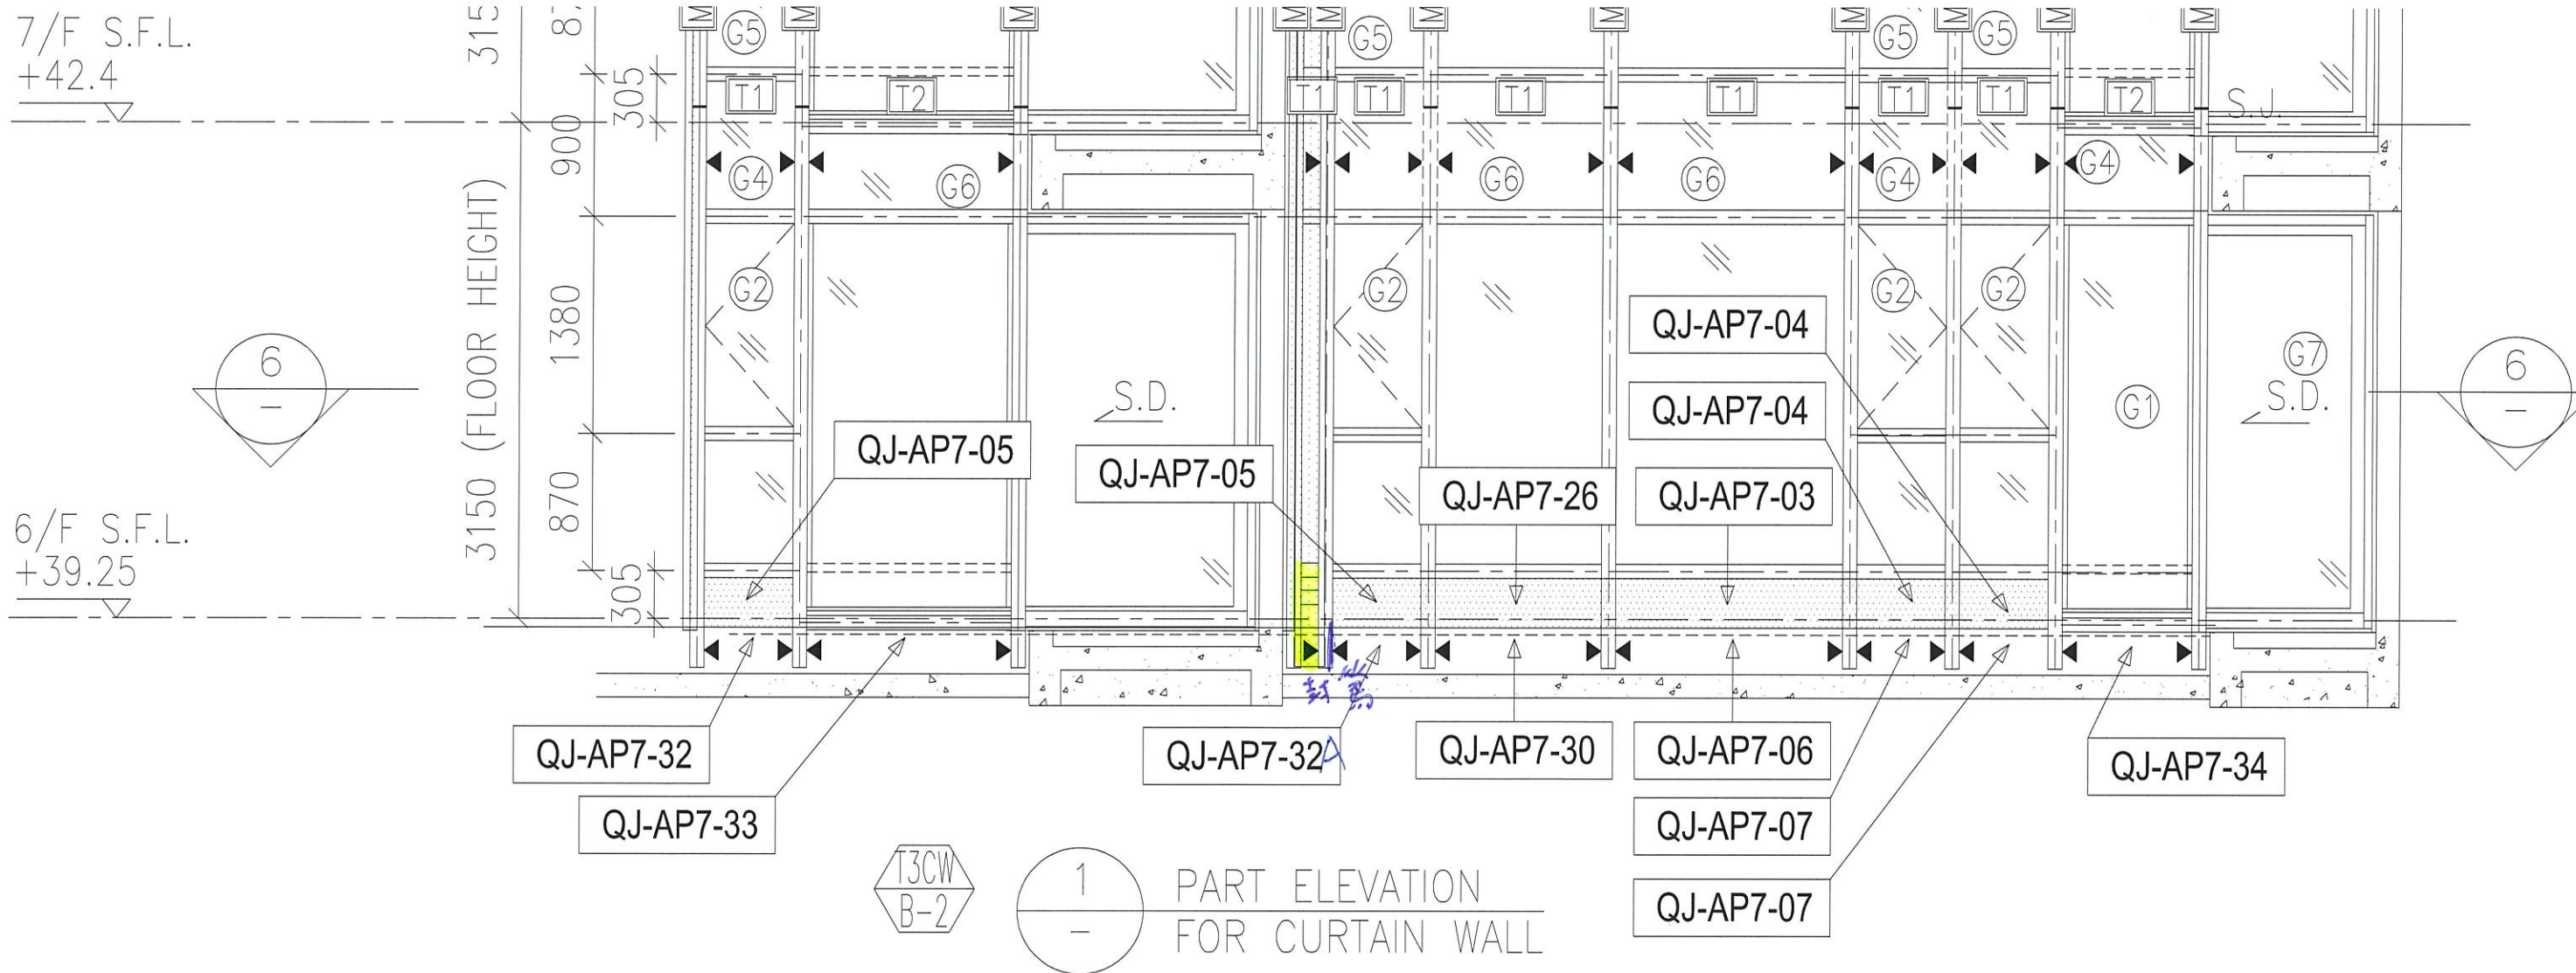 7/F S.F.L.
+42.4
315
87
M
M
M
M
M
M
M
M
M
M
M
G5
G5
G5
G5
305
T1
T2
T1
T1
T1
T1
T1
T1
T2
S.J.
900
G4
G6
G6
G6
G4
G4
3150 (FLOOR HEIGHT)
1380
G2
G2
G2
G2
QJ-AP7-04
G7
6
–
6
–
S.D.
S.D.
G1
QJ-AP7-04
QJ-AP7-05
QJ-AP7-05
QJ-AP7-26
QJ-AP7-03
870
6/F S.F.L.
+39.25
305
QJ-AP7-32
QJ-AP7-32A
QJ-AP7-30
QJ-AP7-06
QJ-AP7-34
QJ-AP7-33
QJ-AP7-07
QJ-AP7-07
T3CW
B-2
1
–
PART ELEVATION
FOR CURTAIN WALL